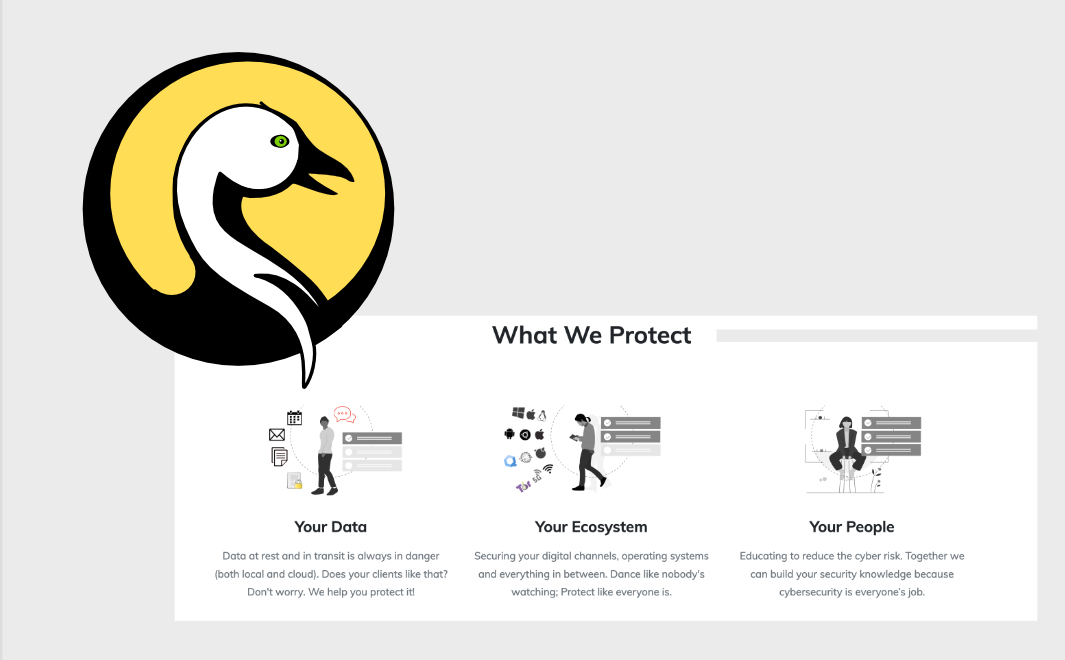 What We Protect
Your Data
Data at rest and in transit is always in danger
(both local and cloud). Does your clients like that?
Don't worry. We help you protect it!
Tor
5G
Your Ecosystem
Securing your digital channels, operating systems
and everything in between. Dance like nobody's
watching; Protect like everyone is.
Your People
Educating to reduce the cyber risk. Together we
can build your security knowledge because
cybersecurity is everyone's job.